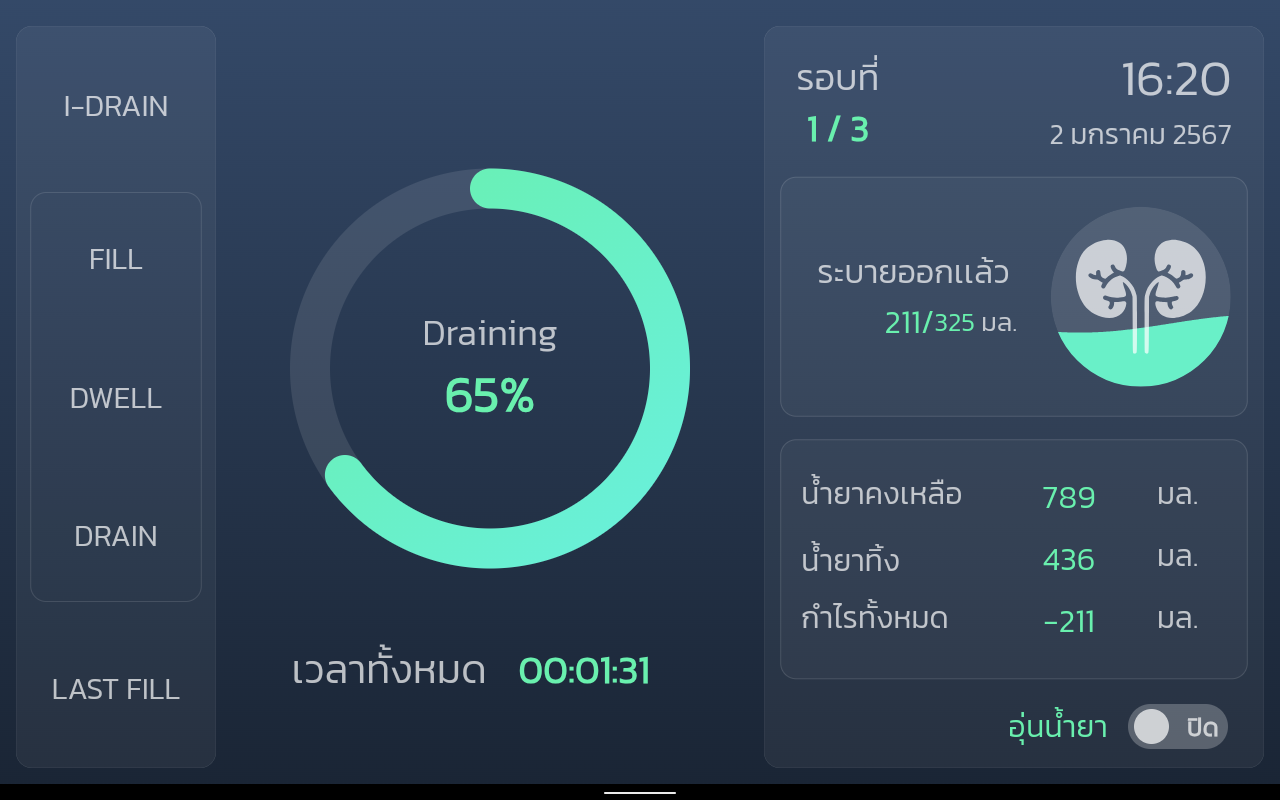 I-DRAIN
FILL
DWELL
DRAIN
LAST FILL
Draining
65%
เวลาทั้งหมด 00:01:31
รอบที่
1 / 3
16:20
2 มกราคม 2567
ระบายออกแล้ว
211/325 มล.
น้ำยาคงเหลือ 789 มล.
น้ำยาทิ้ง 436 มล.
กำไรทั้งหมด -211 มล.
อุ่นน้ำยา ปิด